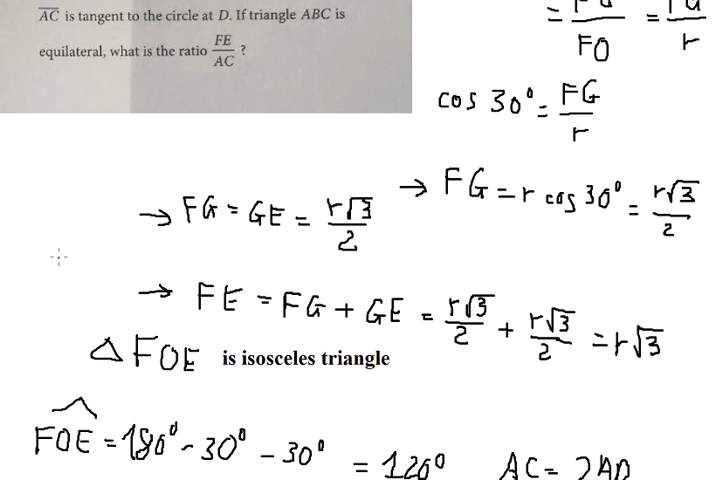 AC is tangent to the circle at D. If triangle ABC is
equilateral, what is the ratio FE/AC ?
= FG/FO = FG/r
cos 30° = FG/r
→ FG = GE = r√3/2
→ FG = r cos 30° = r√3/2
→ FE = FG + GE = r√3/2 + r√3/2 = r√3
△ FOE is isosceles triangle
FOE = 180° - 30° - 30° = 120°
AC = 2AD